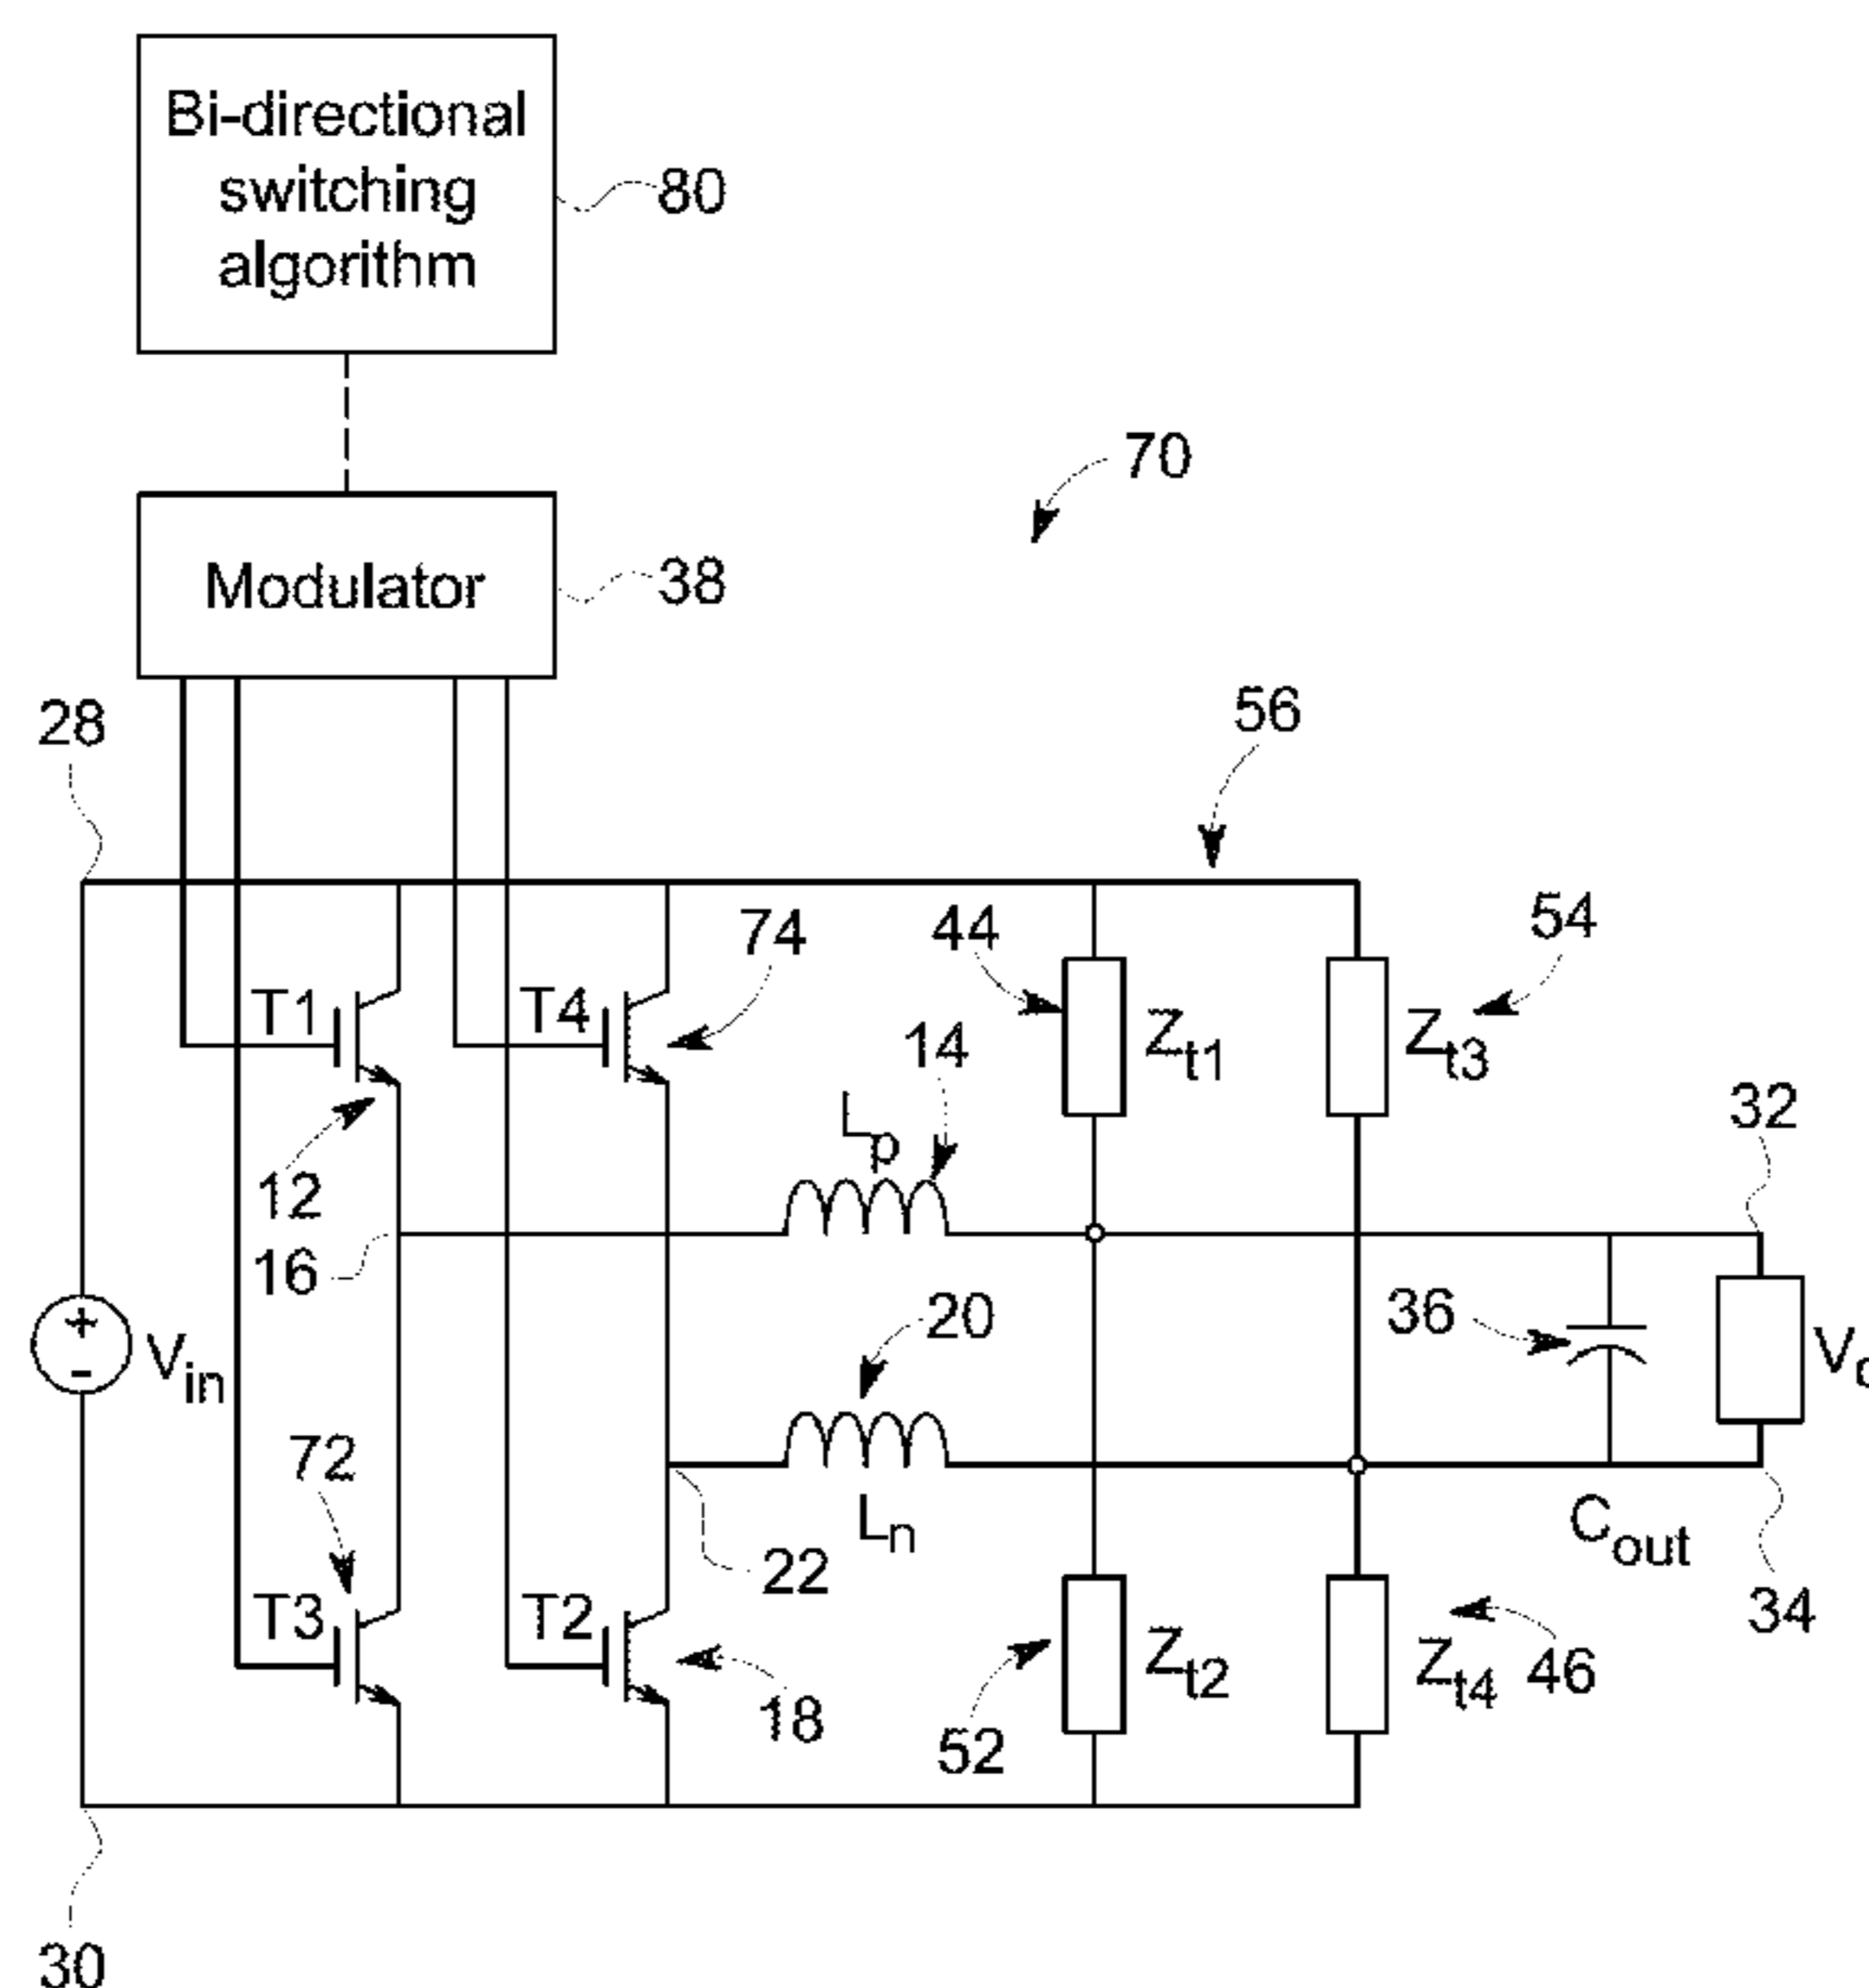 Bi-directional
switching
algorithm
80
70
Modulator
38
28
56
74
44
54
T1
T4
14
Zt1
Zt3
Lp
32
12
16
20
36
Vin
72
Ln
22
Cout
T3
T2
Zt2
Zt4
46
34
18
52
30